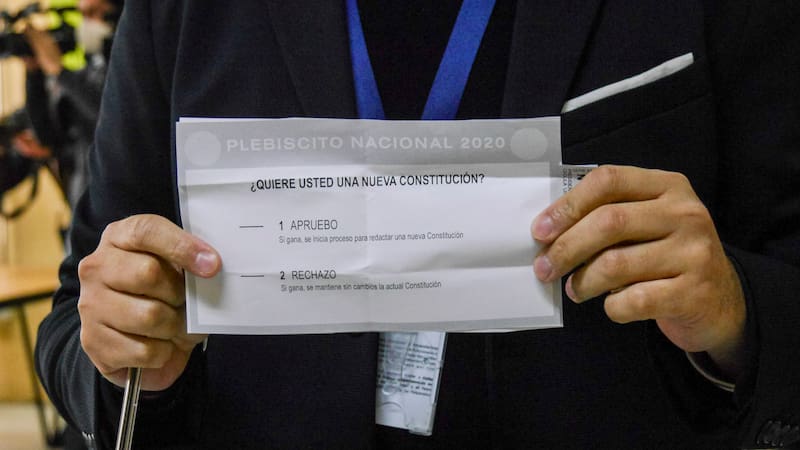 PLEBISCITO NACIONAL 2020
¿QUIERE USTED UNA NUEVA CONSTITUCIÓN?
1 APRUEBO
Si gana, se inicia proceso para redactar una nueva Constitución
2 RECHAZO
Si gana, se mantiene sin cambios la actual Constitución